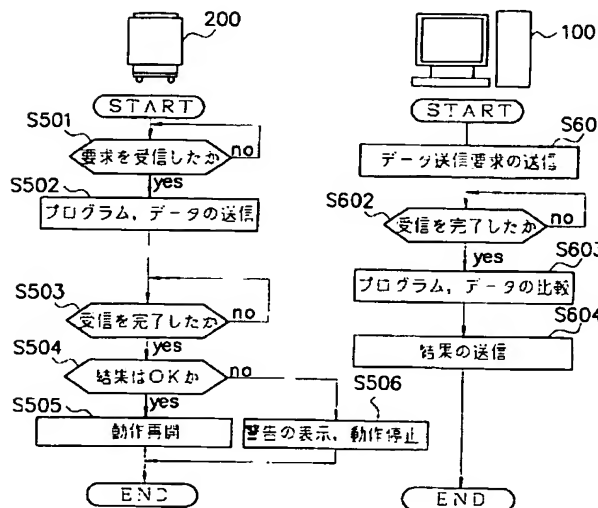 200
START
S501
要求を受信したか
no
yes
S502
プログラム，データの送信
S503
受信を完了したか
no
yes
S504
結果はOKか
no
yes
S505
動作再開
S506
警告の表示，動作停止
END
100
START
S60
データ送信要求の送信
S602
受信を完了したか
no
yes
S603
プログラム，データの比較
S604
結果の送信
END